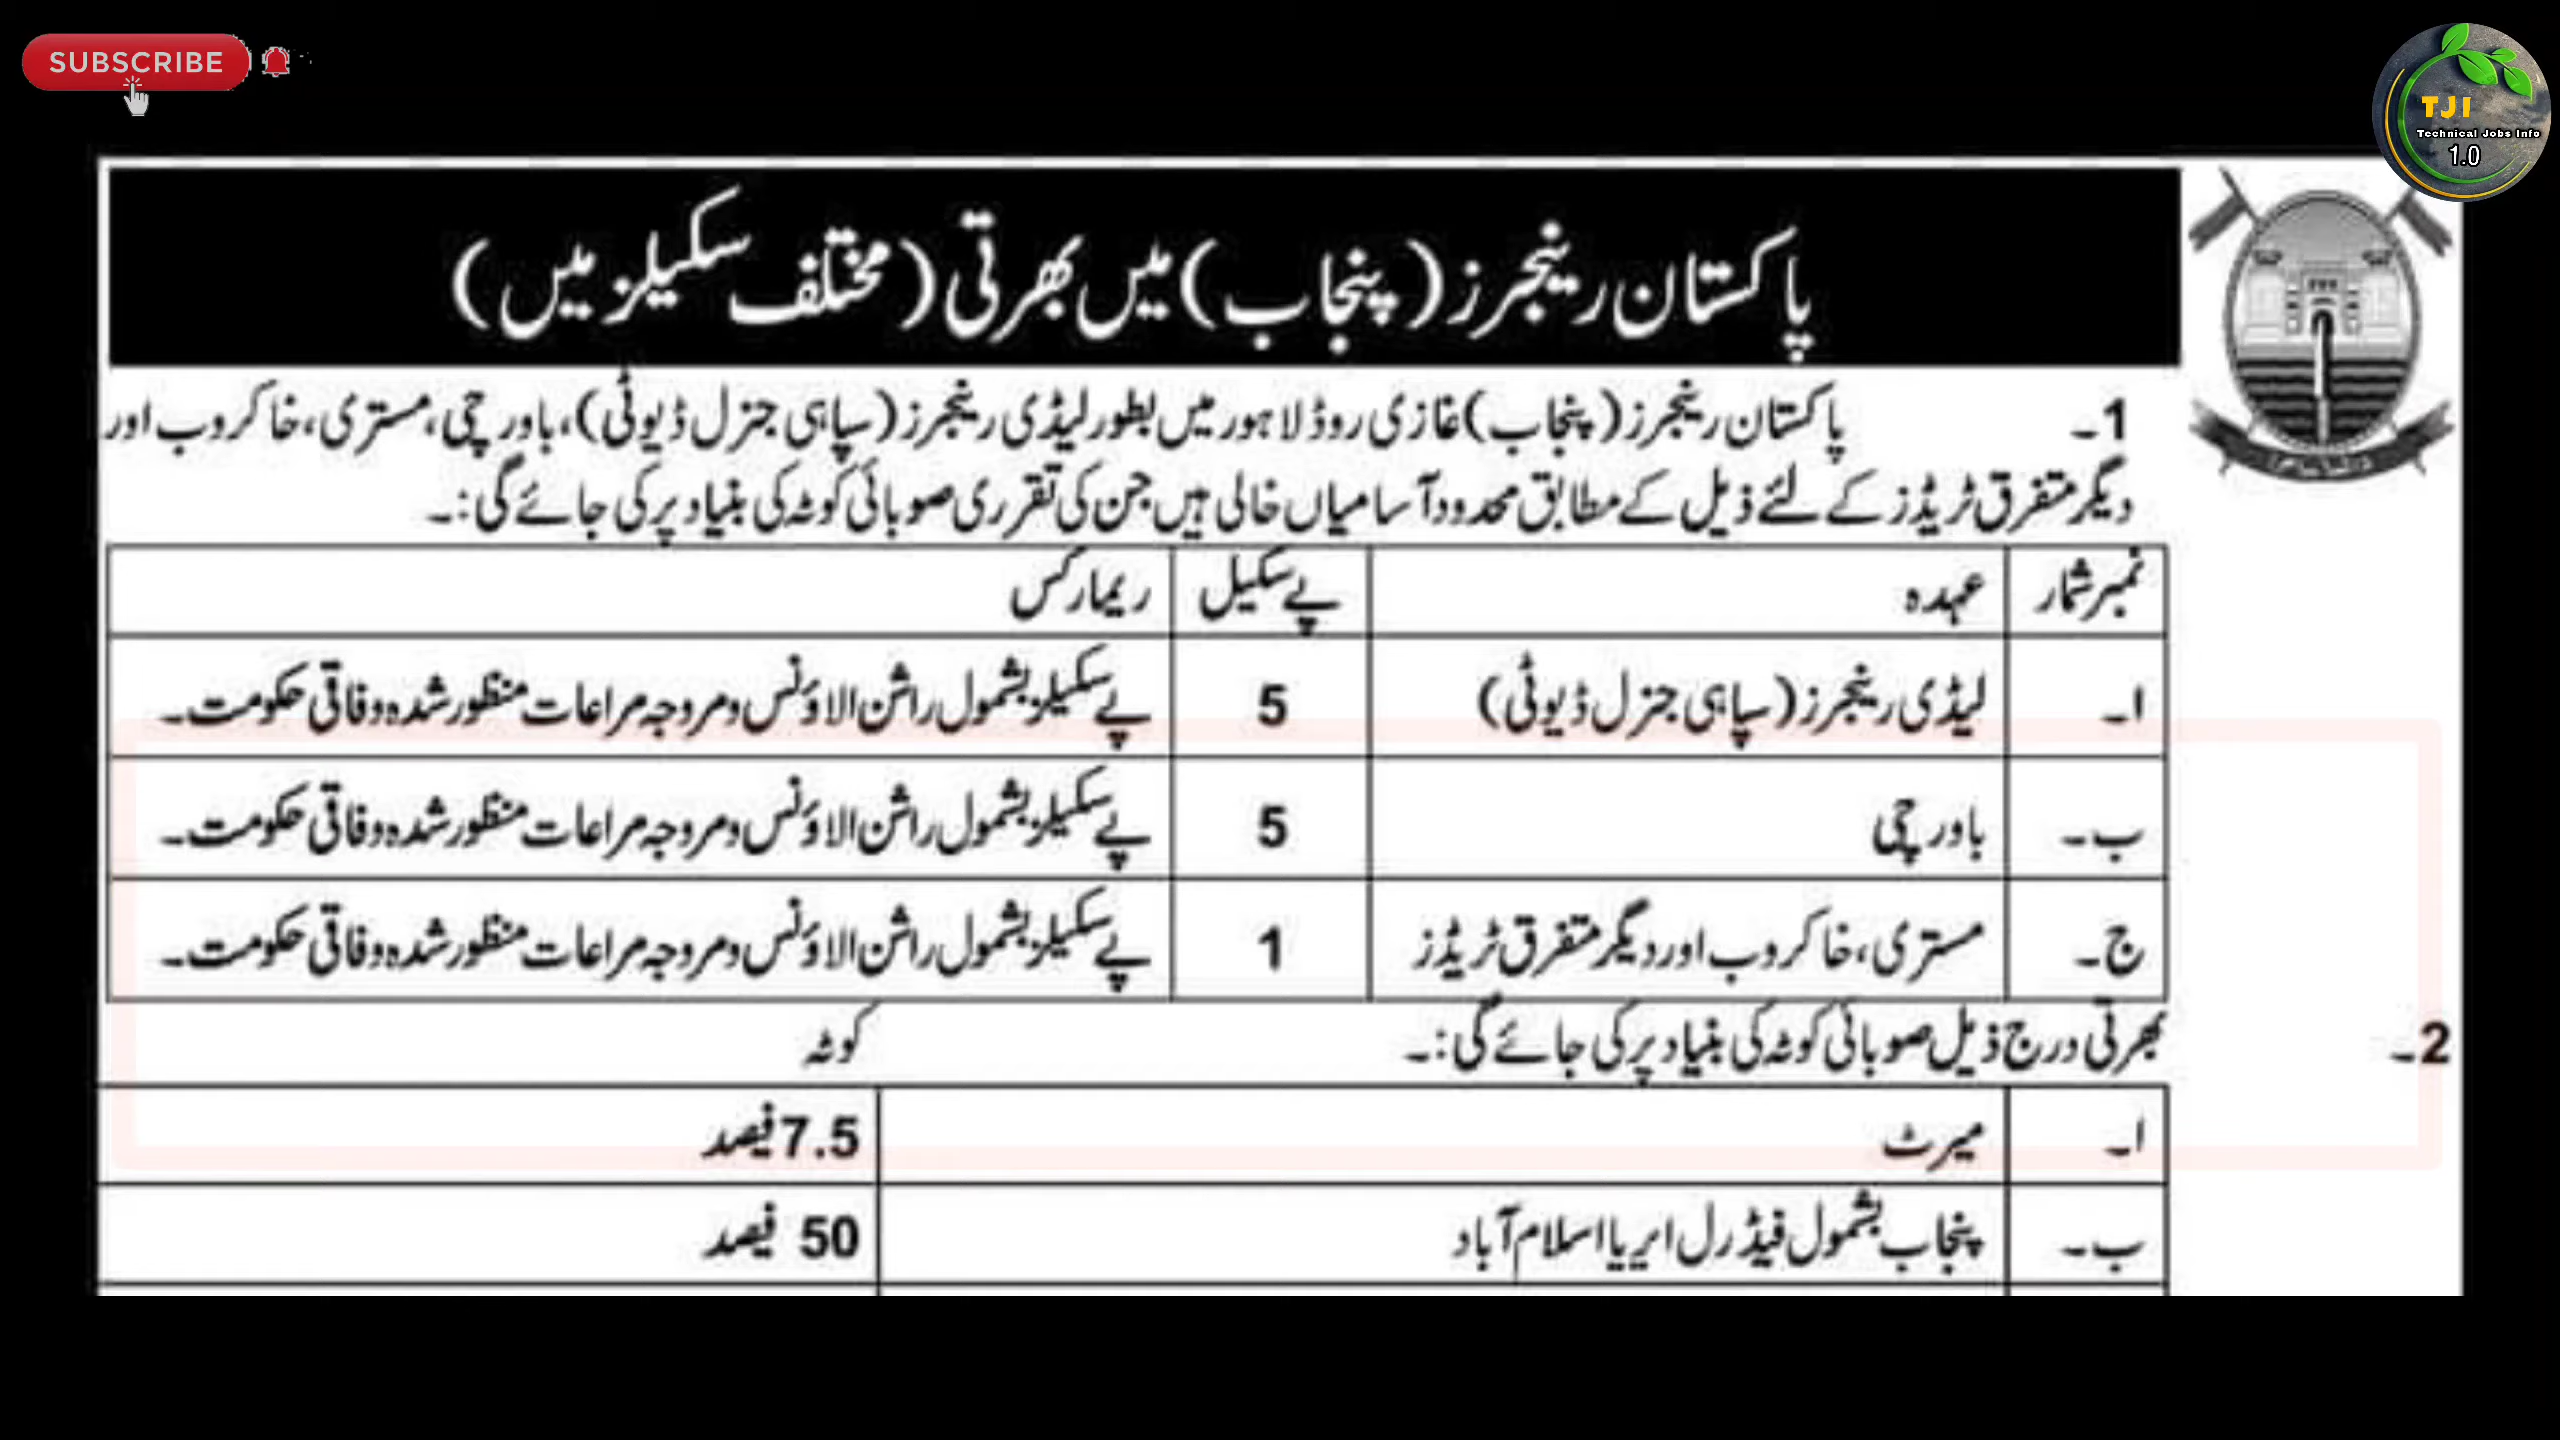 SUBSCRIBE
TJI
Technical Jobs Info
1.0
پاکستان رینجرز (پنجاب) میں بھرتی (مختلف سکیلز میں)
1۔ پاکستان رینجرز (پنجاب) غازی روڈ لاہور میں بطور لیڈی رینجرز (سپاہی جنرل ڈیوٹی)، باورچی، مستری، خاکروب اور
دیگر متفرق ٹریڈز کے لئے ذیل کے مطابق محدود آسامیاں خالی ہیں جن کی تقرری صوبائی کوٹہ کی بنیاد پر کی جائے گی:۔
نمبر شمار عہدہ پے سکیل ریمارکس
ا۔ لیڈی رینجرز (سپاہی جنرل ڈیوٹی) 5 پے سکیلز بشمول راشن الاؤنس و مروجہ مراعات منظور شدہ وفاقی حکومت۔
ب۔ باورچی 5 پے سکیلز بشمول راشن الاؤنس و مروجہ مراعات منظور شدہ وفاقی حکومت۔
ج۔ مستری، خاکروب اور دیگر متفرق ٹریڈز 1 پے سکیلز بشمول راشن الاؤنس و مروجہ مراعات منظور شدہ وفاقی حکومت۔
2۔ بھرتی درج ذیل صوبائی کوٹہ کی بنیاد پر کی جائے گی:۔ کوٹہ
ا۔ میرٹ 7.5 فیصد
ب۔ پنجاب بشمول فیڈرل ایریا اسلام آباد 50 فیصد